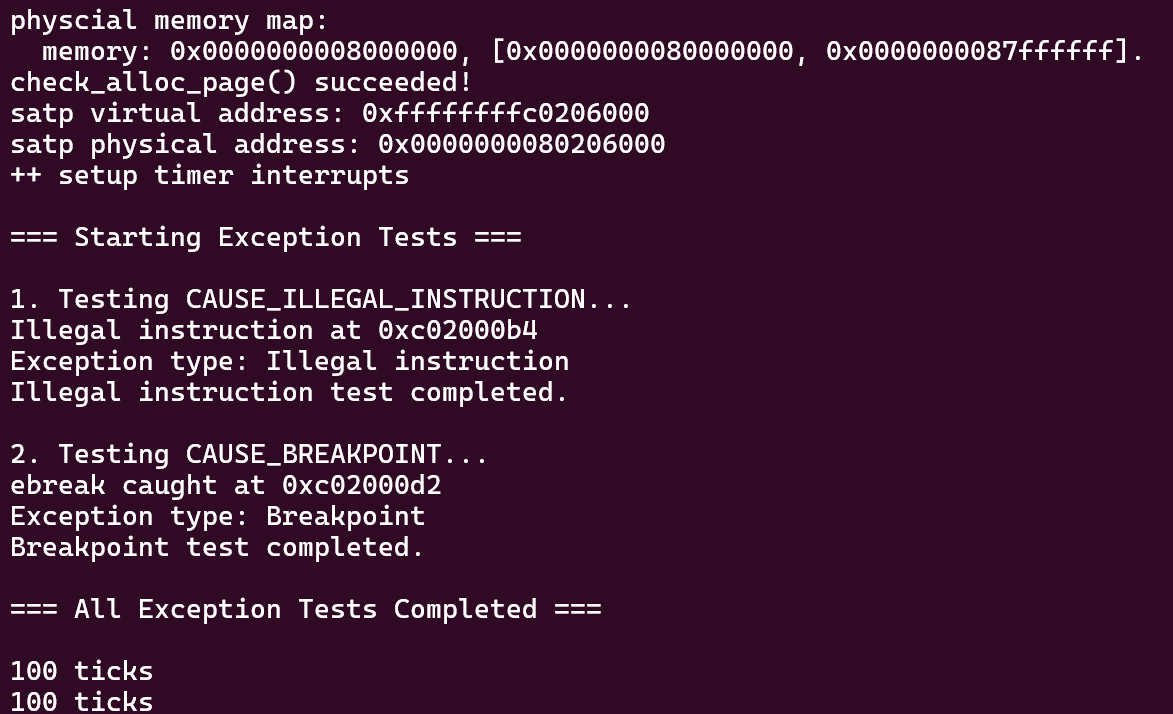 physcial memory map:
  memory: 0x0000000008000000, [0x0000000080000000, 0x0000000087ffffff].
check_alloc_page() succeeded!
satp virtual address: 0xffffffffc0206000
satp physical address: 0x0000000080206000
++ setup timer interrupts

=== Starting Exception Tests ===

1. Testing CAUSE_ILLEGAL_INSTRUCTION...
Illegal instruction at 0xc02000b4
Exception type: Illegal instruction
Illegal instruction test completed.

2. Testing CAUSE_BREAKPOINT...
ebreak caught at 0xc02000d2
Exception type: Breakpoint
Breakpoint test completed.

=== All Exception Tests Completed ===

100 ticks
100 ticks